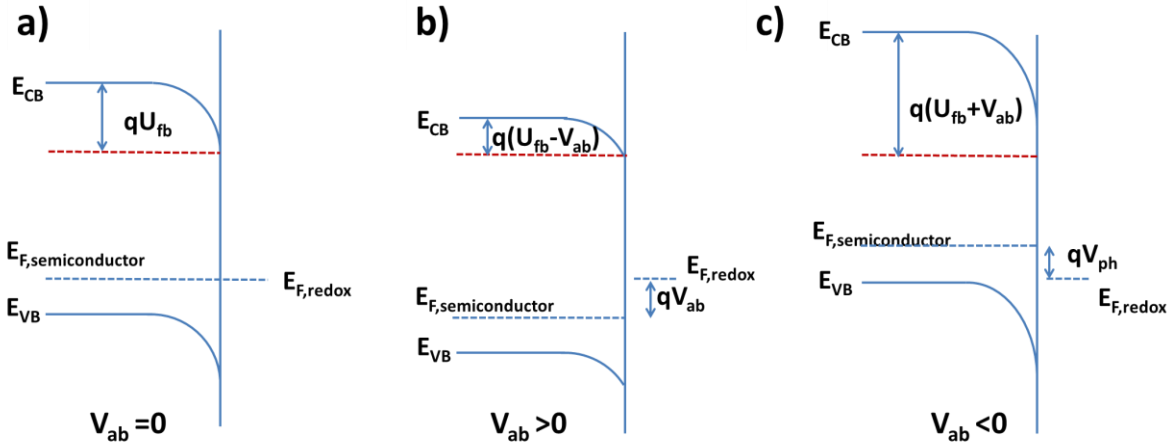 a)
E_CB
qU_fb
E_F,semiconductor
E_F,redox
E_VB
V_ab =0
b)
E_CB
q(U_fb-V_ab)
E_F,redox
E_F,semiconductor
qV_ab
E_VB
V_ab >0
c)
E_CB
q(U_fb+V_ab)
E_F,semiconductor
qV_ph
E_VB
E_F,redox
V_ab <0